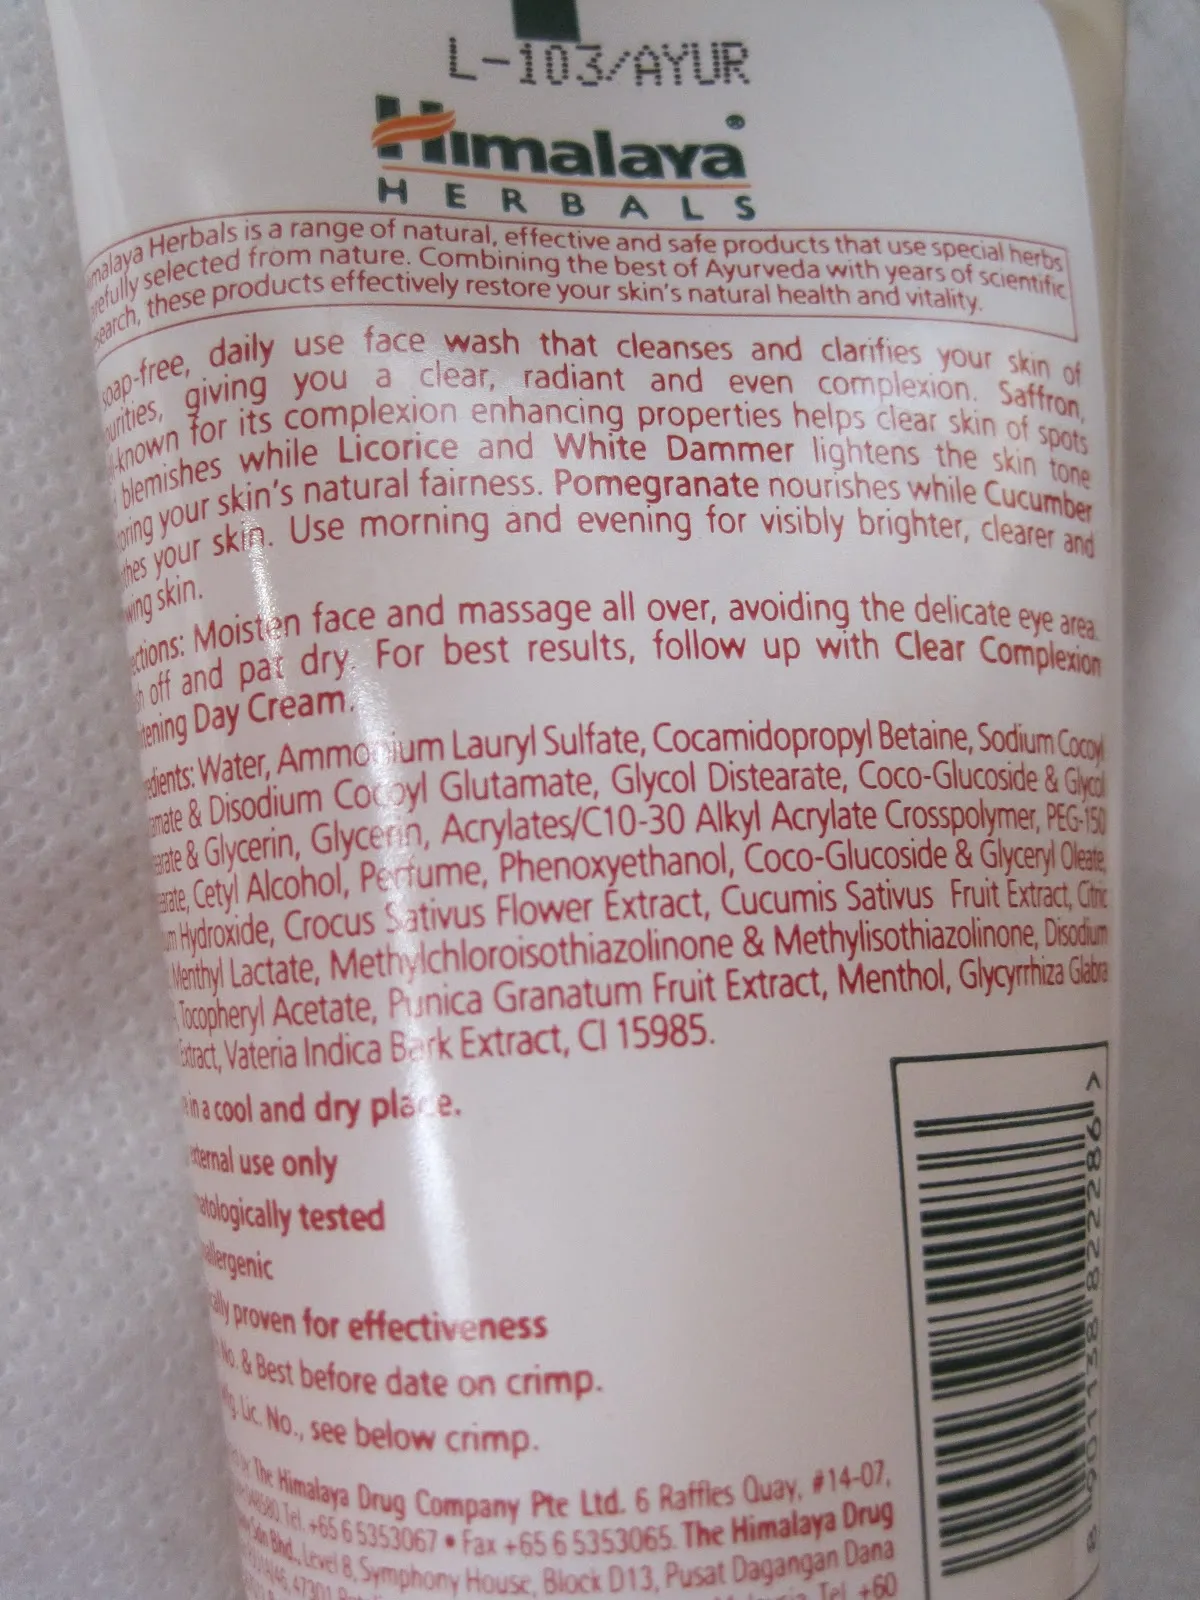 L-103/AYUR
Himalaya®
HERBALS
Herbals is a range of natural, effective and safe products that use special herbs
selected from nature. Combining the best of Ayurveda with years of scientific
these products effectively restore your skin's natural health and vitality.
daily use face wash that cleanses and clarifies your skin of
giving you a clear, radiant and even complexion. Saffron,
for its complexion enhancing properties helps clear skin of spots
blemishes while Licorice and White Dammer lightens the skin tone
your skin's natural fairness. Pomegranate nourishes while Cucumber
your skin. Use morning and evening for visibly brighter, clearer and
skin.
Moisten face and massage all over, avoiding the delicate eye area.
off and pat dry. For best results, follow up with Clear Complexion
Day Cream.
Water, Ammonium Lauryl Sulfate, Cocamidopropyl Betaine, Sodium Cocoyl
& Disodium Cocoyl Glutamate, Glycol Distearate, Coco-Glucoside & Glycol
& Glycerin, Glycerin, Acrylates/C10-30 Alkyl Acrylate Crosspolymer, PEG-150
Cetyl Alcohol, Perfume, Phenoxyethanol, Coco-Glucoside & Glyceryl Oleate,
Hydroxide, Crocus Sativus Flower Extract, Cucumis Sativus Fruit Extract, Citric
Menthyl Lactate, Methylchloroisothiazolinone & Methylisothiazolinone, Disodium
Tocopheryl Acetate, Punica Granatum Fruit Extract, Menthol, Glycyrrhiza Glabra
Extract, Vateria Indica Bark Extract, CI 15985.
in a cool and dry place.
use only
tested
proven for effectiveness
No. & Best before date on crimp.
Lic. No., see below crimp.
The Himalaya Drug Company Pte Ltd. 6 Raffles Quay, #14-07,
Tel. +65 6 5353067 • Fax +65 6 5353065. The Himalaya Drug
Bhd., Level 8, Symphony House, Block D13, Pusat Dagangan Dana
Tel +60
8 901138 822286 >